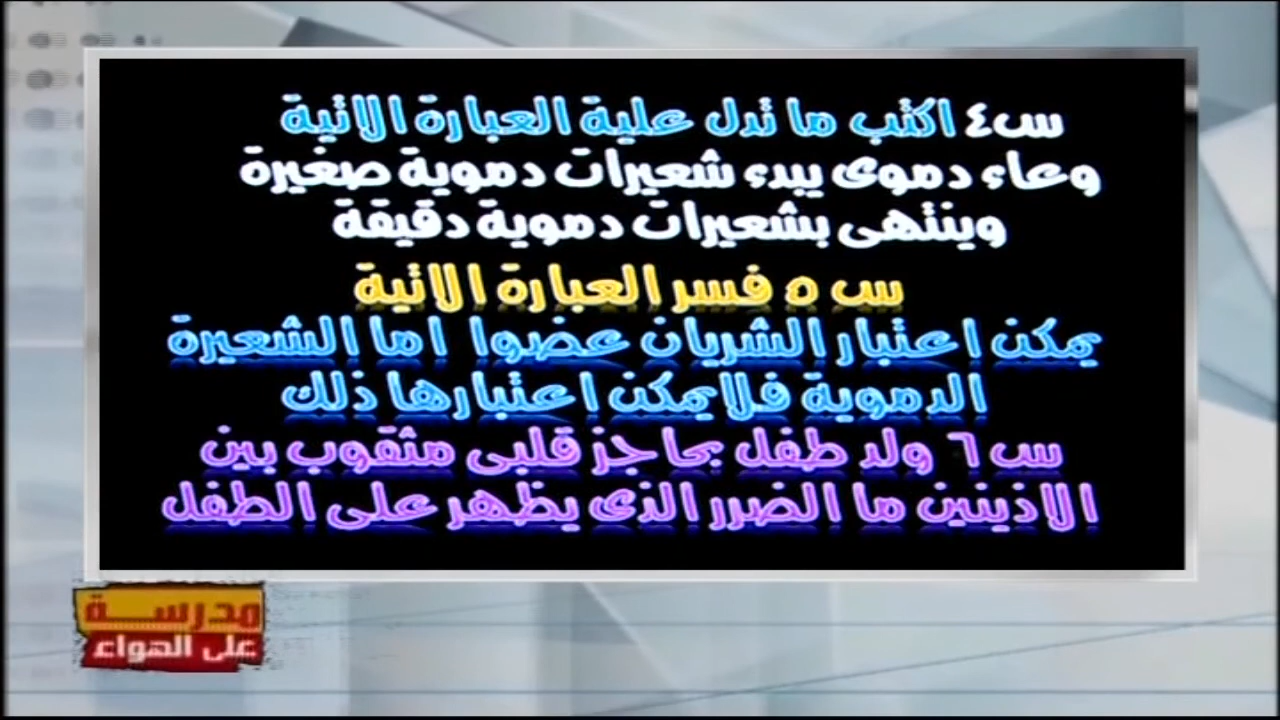 س٤ اكتب ما تدل علية العبارة الاتية
وعاء دموى يبدء شعيرات دموية صغيرة
وينتهى بشعيرات دموية دقيقة
س ٥ فسر العبارة الاتية
يمكن اعتبار الشريان عضوا اما الشعيرة
الدموية فلايمكن اعتبارها ذلك
س ٦ ولد طفل بحاجز قلبى مثقوب بين
الاذينين ما الضرر الذى يظهر على الطفل
مدرسة
على الهواء